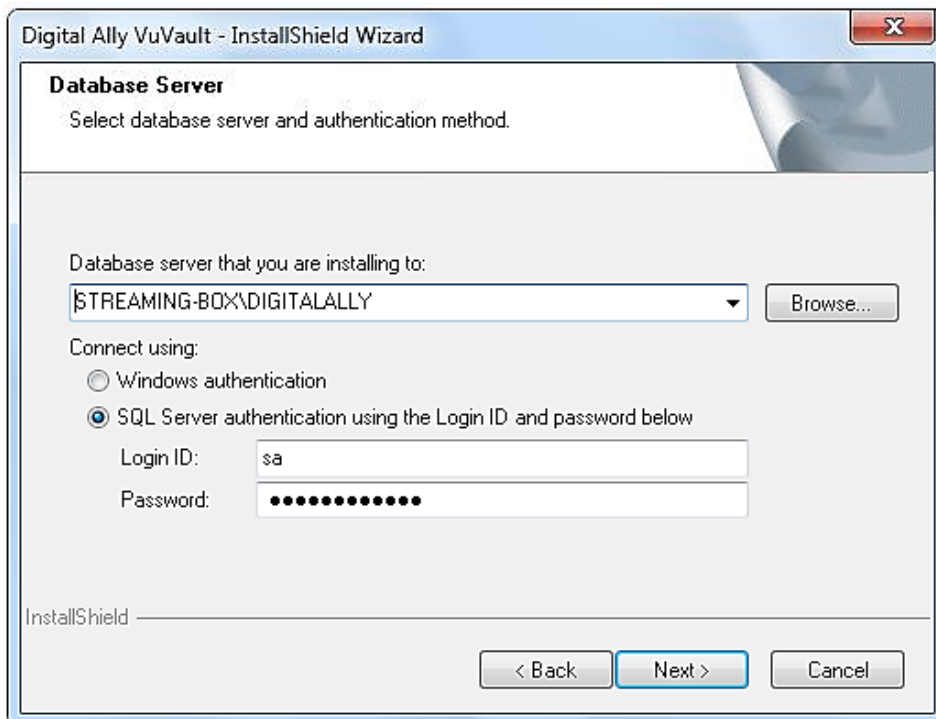 Digital Ally VuVault - InstallShield Wizard
Database Server
Select database server and authentication method.
Database server that you are installing to:
STREAMING-BOX\DIGITALALLY
Browse...
Connect using:
Windows authentication
SQL Server authentication using the Login ID and password below
Login ID:
sa
Password:
••••••••••••
InstallShield
< Back
Next >
Cancel